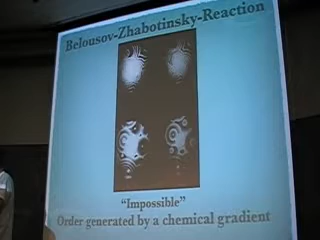 Belousov-Zhabotinsky-Reaction
“Impossible”
Order generated by a chemical gradient